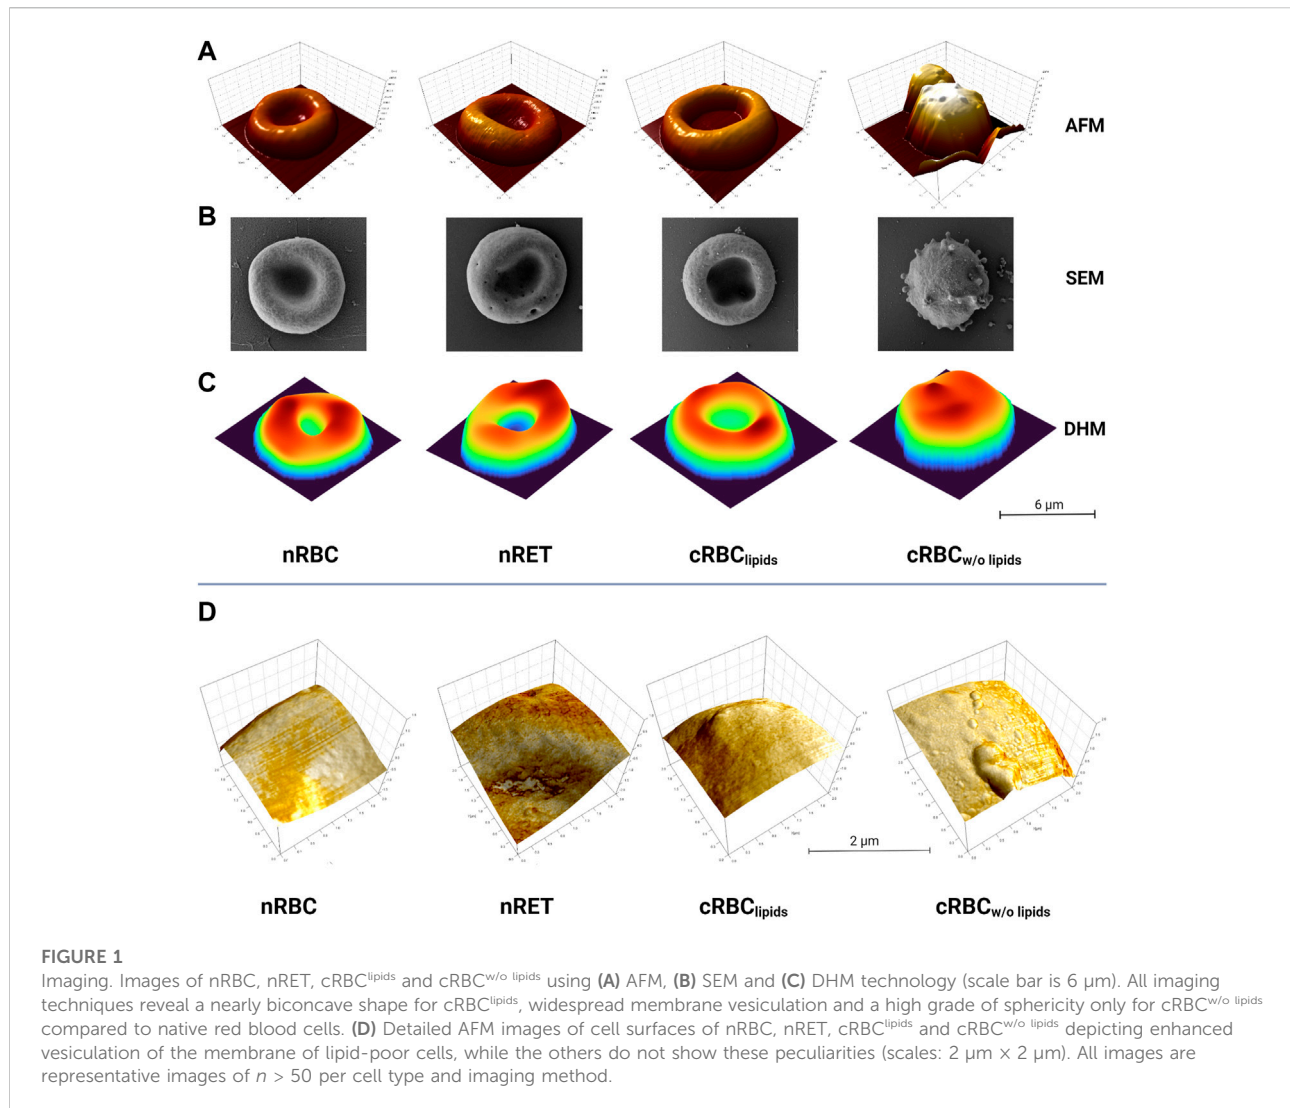 A
AFM
B
SEM
C
DHM
6 μm
nRBC nRET cRBClipids cRBCw/o lipids
D
2 μm
nRBC nRET cRBClipids cRBCw/o lipids
FIGURE 1
Imaging. Images of nRBC, nRET, cRBClipids and cRBCw/o lipids using (A) AFM, (B) SEM and (C) DHM technology (scale bar is 6 μm). All imaging
techniques reveal a nearly biconcave shape for cRBClipids, widespread membrane vesiculation and a high grade of sphericity only for cRBCw/o lipids
compared to native red blood cells. (D) Detailed AFM images of cell surfaces of nRBC, nRET, cRBClipids and cRBCw/o lipids depicting enhanced
vesiculation of the membrane of lipid-poor cells, while the others do not show these peculiarities (scales: 2 μm × 2 μm). All images are
representative images of n > 50 per cell type and imaging method.